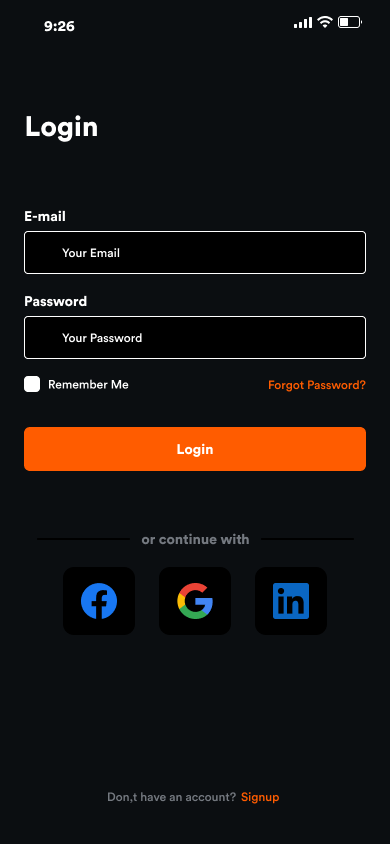 9:26
Login
E-mail
Your Email
Password
Your Password
Remember Me Forgot Password?
Login
or continue with
in
Don,t have an account? Signup